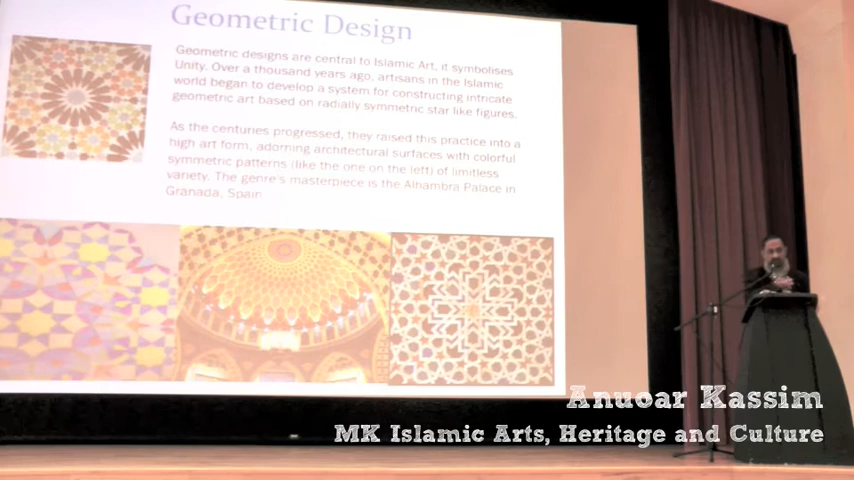 Geometric Design
Geometric designs are central to Islamic Art, it symbolises
Unity. Over a thousand years ago, artisans in the Islamic
world began to develop a system for constructing intricate
geometric art based on radially symmetric star like figures.
As the centuries progressed, they raised this practice into a
high art form, adorning architectural surfaces with colorful
symmetric patterns (like the one on the left) of limitless
variety. The genre's masterpiece is the Alhambra Palace in
Granada, Spain
Anuoar Kassim
MK Islamic Arts, Heritage and Culture